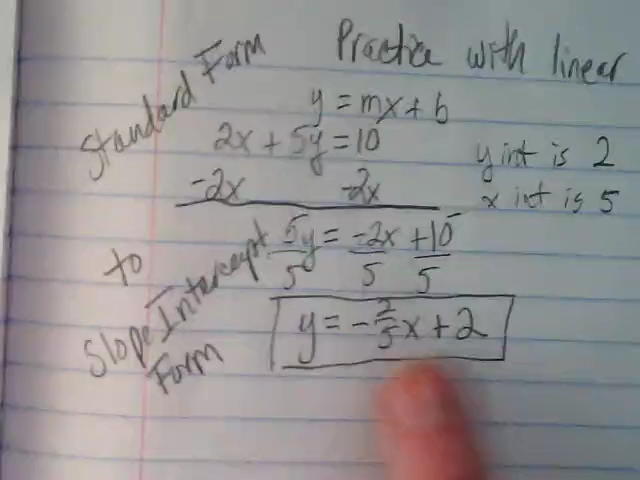 Practice with linear
Standard Form
to
Slope Intercept
Form
y = mx + b
2x + 5y = 10
-2x -2x
5y = -2x + 10
5 5 5
y = -2/5x + 2
y int is 2
x int is 5